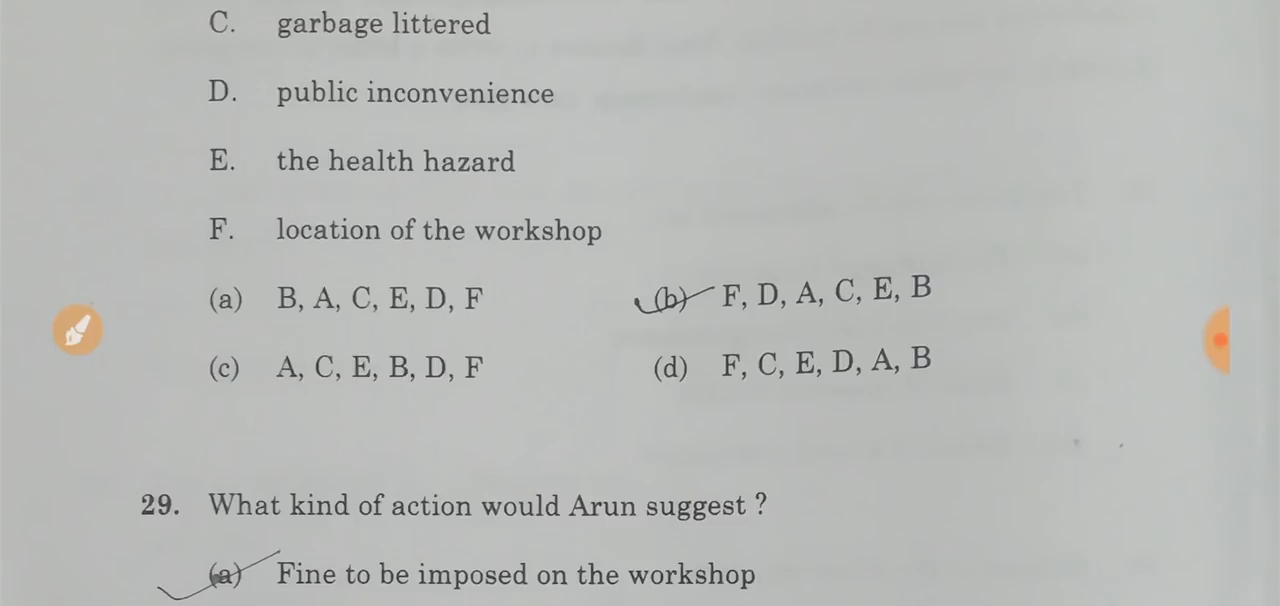 C. garbage littered
D. public inconvenience
E. the health hazard
F. location of the workshop
(a) B, A, C, E, D, F (b) F, D, A, C, E, B
(c) A, C, E, B, D, F (d) F, C, E, D, A, B
29. What kind of action would Arun suggest ?
(a) Fine to be imposed on the workshop